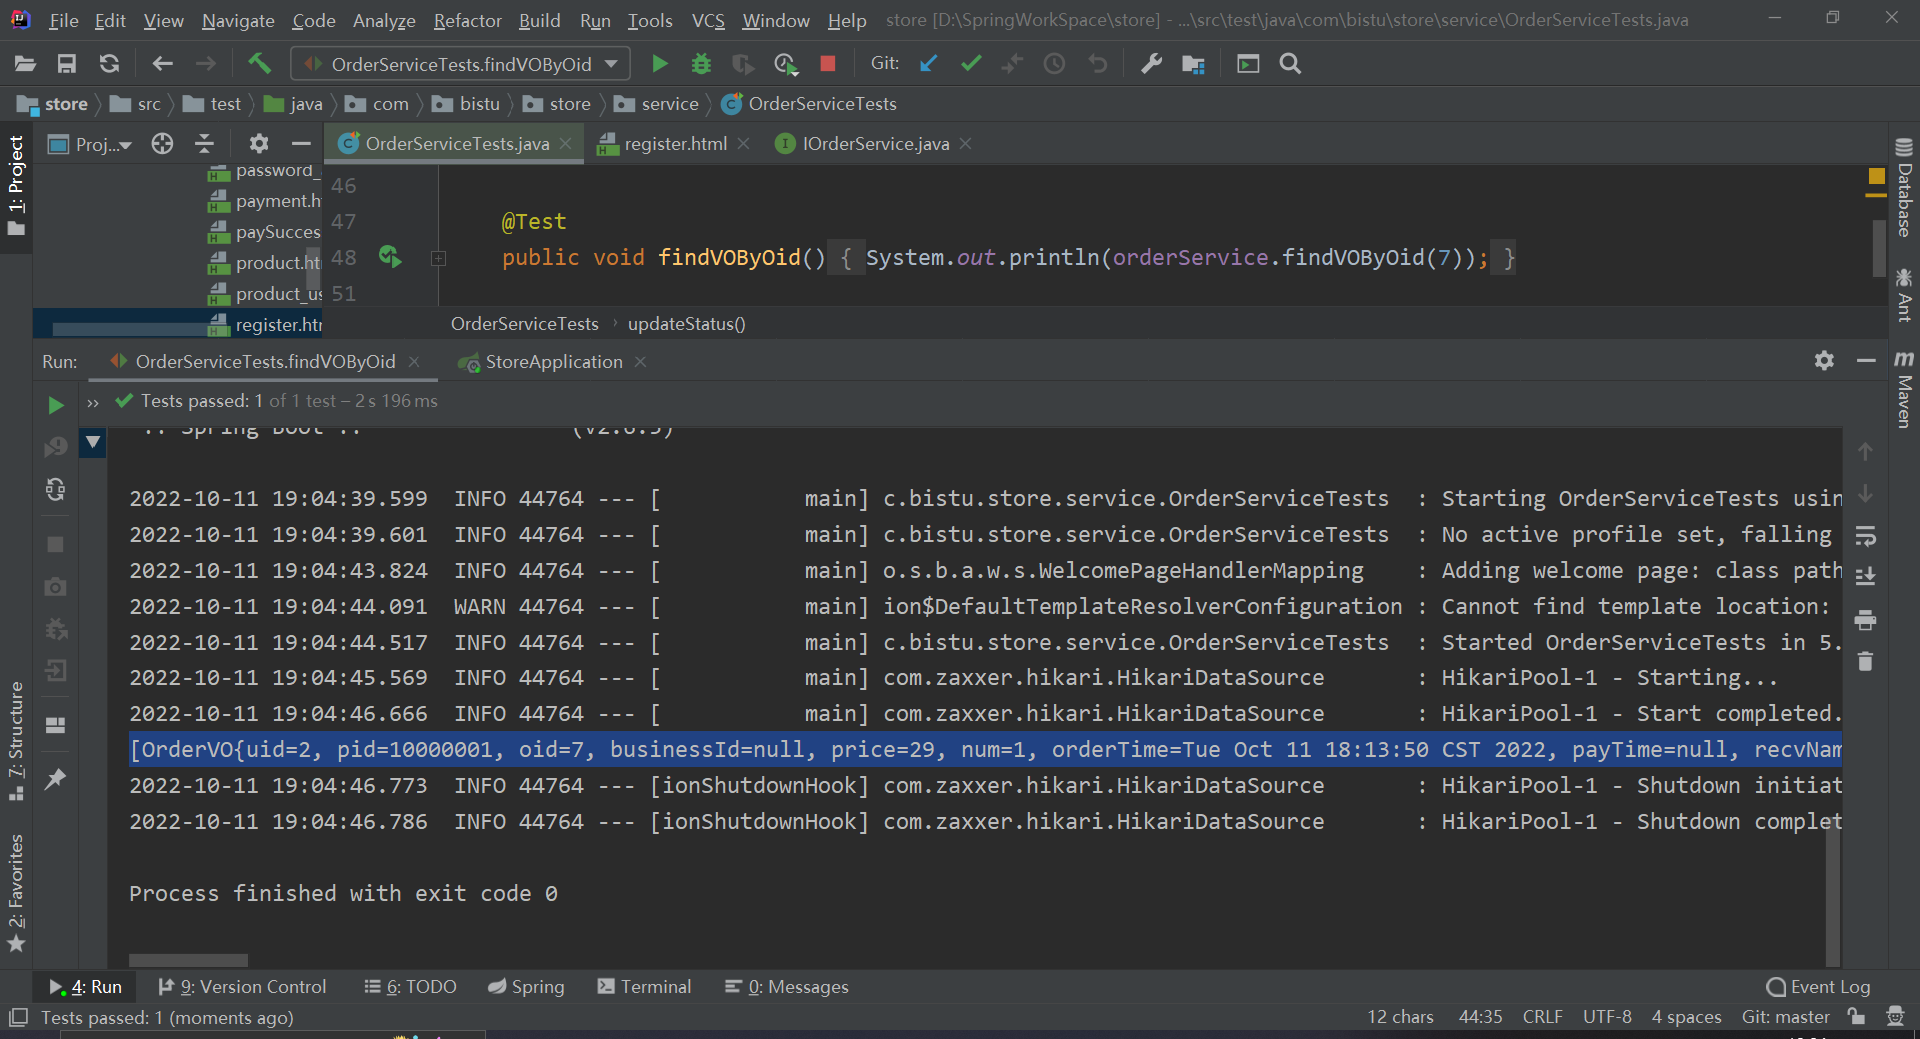 File Edit View Navigate Code Analyze Refactor Build Run Tools VCS Window Help store [D:\SpringWorkSpace\store] - ...\src\test\java\com\bistu\store\service\OrderServiceTests.java
OrderServiceTests.findVOByOid Git:
store src test java com bistu store service OrderServiceTests
1: Project
Proj... OrderServiceTests.java register.html IOrderService.java
password_
payment.h
paySucces
product.ht
product_us
register.htm
46
47 @Test
48 public void findVOByOid() { System.out.println(orderService.findVOByOid(7)); }
51
OrderServiceTests › updateStatus()
Database
Ant
Maven
Run: OrderServiceTests.findVOByOid StoreApplication
Tests passed: 1 of 1 test – 2 s 196 ms
:: Spring Boot ::
2022-10-11 19:04:39.599 INFO 44764 --- [ main] c.bistu.store.service.OrderServiceTests : Starting OrderServiceTests usin
2022-10-11 19:04:39.601 INFO 44764 --- [ main] c.bistu.store.service.OrderServiceTests : No active profile set, falling
2022-10-11 19:04:43.824 INFO 44764 --- [ main] o.s.b.a.w.s.WelcomePageHandlerMapping : Adding welcome page: class path
2022-10-11 19:04:44.091 WARN 44764 --- [ main] ion$DefaultTemplateResolverConfiguration : Cannot find template location:
2022-10-11 19:04:44.517 INFO 44764 --- [ main] c.bistu.store.service.OrderServiceTests : Started OrderServiceTests in 5.
2022-10-11 19:04:45.569 INFO 44764 --- [ main] com.zaxxer.hikari.HikariDataSource : HikariPool-1 - Starting...
2022-10-11 19:04:46.666 INFO 44764 --- [ main] com.zaxxer.hikari.HikariDataSource : HikariPool-1 - Start completed.
[OrderVO{uid=2, pid=10000001, oid=7, businessId=null, price=29, num=1, orderTime=Tue Oct 11 18:13:50 CST 2022, payTime=null, recvNam
2022-10-11 19:04:46.773 INFO 44764 --- [ionShutdownHook] com.zaxxer.hikari.HikariDataSource : HikariPool-1 - Shutdown initiat
2022-10-11 19:04:46.786 INFO 44764 --- [ionShutdownHook] com.zaxxer.hikari.HikariDataSource : HikariPool-1 - Shutdown complet
Process finished with exit code 0
7: Structure
2: Favorites
4: Run 9: Version Control 6: TODO Spring Terminal 0: Messages Event Log
Tests passed: 1 (moments ago) 12 chars 44:35 CRLF UTF-8 4 spaces Git: master